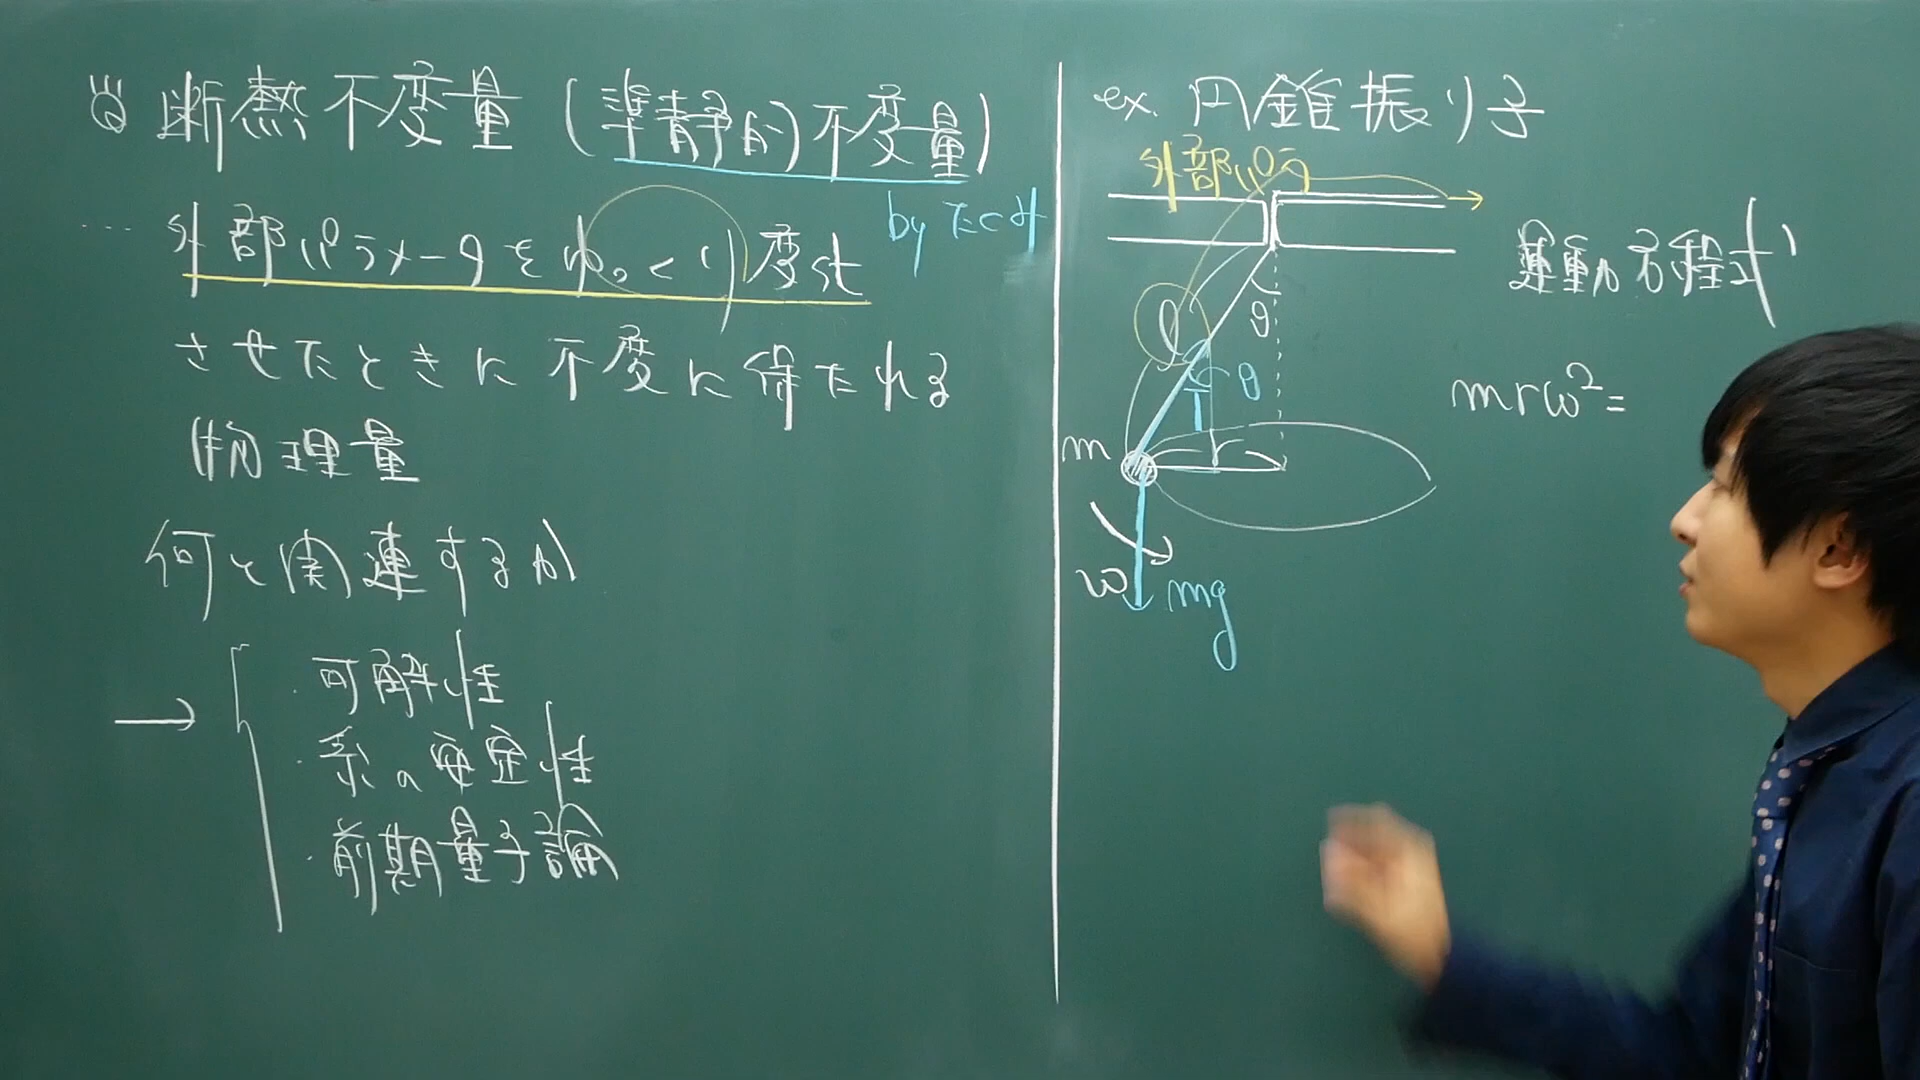 断熱不変量(準静的不変量)
by たくみ
… 外部パラメータをゆっくり変化
させたときに不変に保たれる
物理量
何と関連するか
→
・可解性
・系の安定性
・前期量子論
ex. 円錐振り子
外部パラ
l
θ
θ
T
m
r
ω
mg
運動方程式
mrω²=